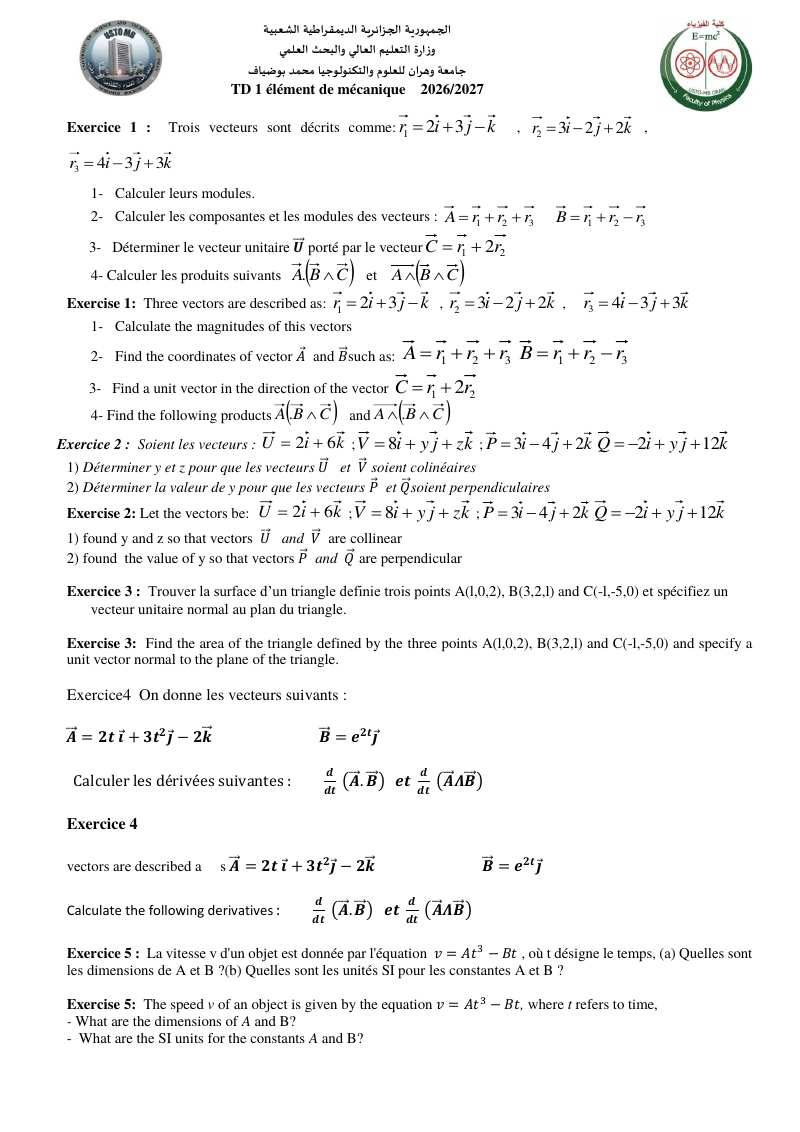 الجمهورية الجزائرية الديمقراطية الشعبية
وزارة التعليم العالي والبحث العلمي
جامعة وهران للعلوم والتكنولوجيا محمد بوضياف
TD 1 élément de mécanique 2026/2027
USTOMB
كلية الفيزياء
E=mc²
USTO-MB ORAN
Faculty of Physics
Exercice 1 : Trois vecteurs sont décrits comme: r₁⃗ = 2i⃗ + 3j⃗ − k⃗ , r₂⃗ = 3i⃗ − 2j⃗ + 2k⃗ ,
r₃⃗ = 4i⃗ − 3j⃗ + 3k⃗
1- Calculer leurs modules.
2- Calculer les composantes et les modules des vecteurs : A⃗ = r₁⃗ + r₂⃗ + r₃⃗ B⃗ = r₁⃗ + r₂⃗ − r₃⃗
3- Déterminer le vecteur unitaire U⃗ porté par le vecteur C⃗ = r₁⃗ + 2r₂⃗
4- Calculer les produits suivants A⃗.(B⃗ ∧ C⃗) et A⃗ ∧ (B⃗ ∧ C⃗)
Exercise 1: Three vectors are described as: r₁⃗ = 2i⃗ + 3j⃗ − k⃗ , r₂⃗ = 3i⃗ − 2j⃗ + 2k⃗ , r₃⃗ = 4i⃗ − 3j⃗ + 3k⃗
1- Calculate the magnitudes of this vectors
2- Find the coordinates of vector A⃗ and B⃗ such as: A⃗ = r₁⃗ + r₂⃗ + r₃⃗ B⃗ = r₁⃗ + r₂⃗ − r₃⃗
3- Find a unit vector in the direction of the vector C⃗ = r₁⃗ + 2r₂⃗
4- Find the following products A⃗(.B⃗ ∧ C⃗) and A⃗ ∧ (.B⃗ ∧ C⃗)
Exercice 2 : Soient les vecteurs : U⃗ = 2i⃗ + 6k⃗ ; V⃗ = 8i⃗ + yj⃗ + zk⃗ ; P⃗ = 3i⃗ − 4j⃗ + 2k⃗ Q⃗ = −2i⃗ + yj⃗ + 12k⃗
1) Déterminer y et z pour que les vecteurs U⃗ et V⃗ soient colinéaires
2) Déterminer la valeur de y pour que les vecteurs P⃗ et Q⃗ soient perpendiculaires
Exercise 2: Let the vectors be: U⃗ = 2i⃗ + 6k⃗ ; V⃗ = 8i⃗ + yj⃗ + zk⃗ ; P⃗ = 3i⃗ − 4j⃗ + 2k⃗ Q⃗ = −2i⃗ + yj⃗ + 12k⃗
1) found y and z so that vectors U⃗ and V⃗ are collinear
2) found the value of y so that vectors P⃗ and Q⃗ are perpendicular
Exercice 3 : Trouver la surface d’un triangle definie trois points A(l,0,2), B(3,2,l) and C(-l,-5,0) et spécifiez un
vecteur unitaire normal au plan du triangle.
Exercise 3: Find the area of the triangle defined by the three points A(l,0,2), B(3,2,l) and C(-l,-5,0) and specify a
unit vector normal to the plane of the triangle.
Exercice4 On donne les vecteurs suivants :
A⃗ = 2t i⃗ + 3t²j⃗ − 2k⃗ B⃗ = e²ᵗj⃗
Calculer les dérivées suivantes : d/dt (A⃗. B⃗) et d/dt (A⃗ΛB⃗)
Exercice 4
vectors are described a s A⃗ = 2t i⃗ + 3t²j⃗ − 2k⃗ B⃗ = e²ᵗj⃗
Calculate the following derivatives : d/dt (A⃗. B⃗) et d/dt (A⃗ΛB⃗)
Exercice 5 : La vitesse v d'un objet est donnée par l'équation v = At³ − Bt , où t désigne le temps, (a) Quelles sont
les dimensions de A et B ?(b) Quelles sont les unités SI pour les constantes A et B ?
Exercise 5: The speed v of an object is given by the equation v = At³ − Bt, where t refers to time,
- What are the dimensions of A and B?
- What are the SI units for the constants A and B?